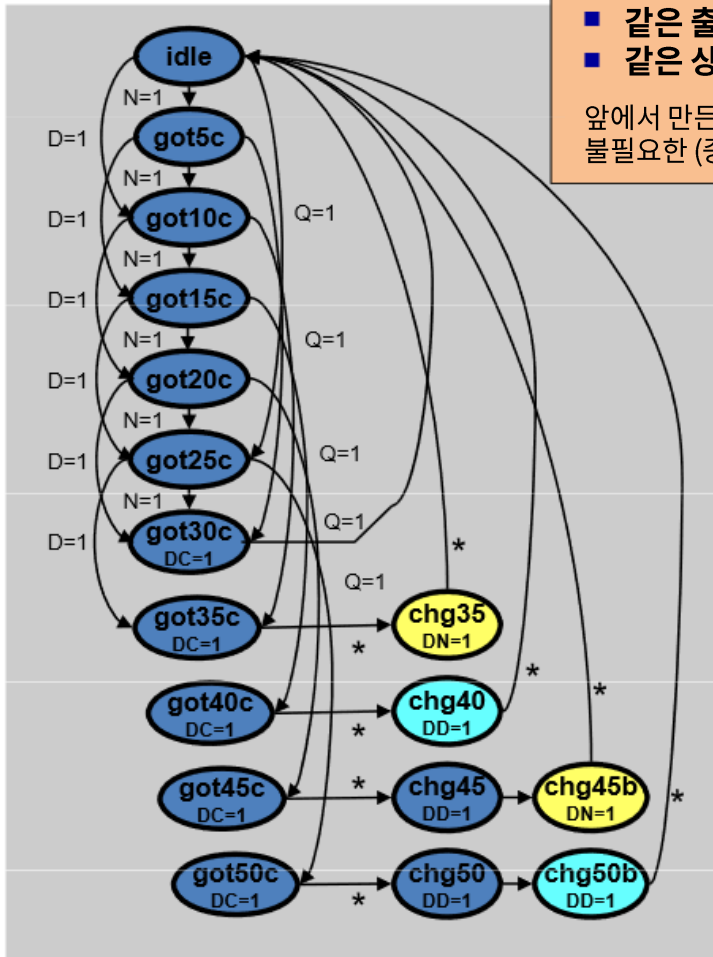 ■ 같은 출
■ 같은 상
앞에서 만든
불필요한 (중
idle
N=1
D=1
got5c
N=1
D=1
got10c
Q=1
N=1
D=1
got15c
N=1
Q=1
D=1
got20c
N=1
D=1
got25c
Q=1
N=1
D=1
got30c
DC=1
Q=1
*
Q=1
got35c
DC=1
*
chg35
DN=1
*
*
got40c
DC=1
*
chg40
DD=1
got45c
DC=1
*
chg45
DD=1
chg45b
DN=1
*
got50c
DC=1
*
chg50
DD=1
chg50b
DD=1